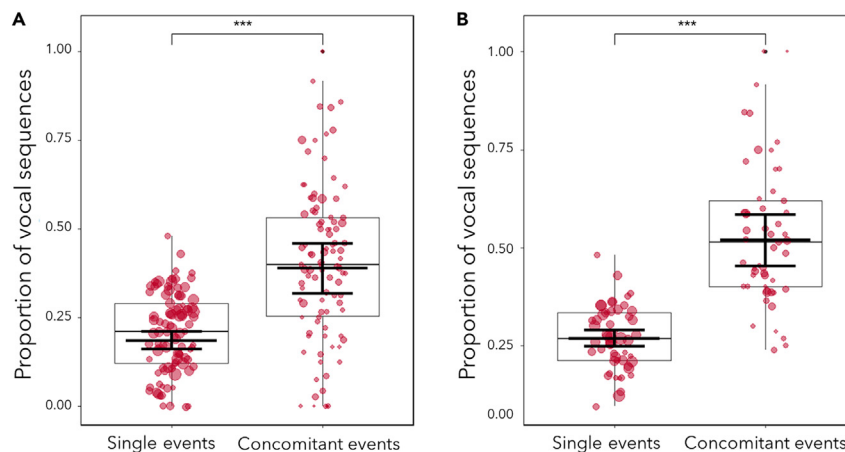 A
B
***
***
Proportion of vocal sequences
1.00
0.75
0.50
0.25
0.00
Single events
Concomitant events
Proportion of vocal sequences
1.00
0.75
0.50
0.25
0.00
Single events
Concomitant events